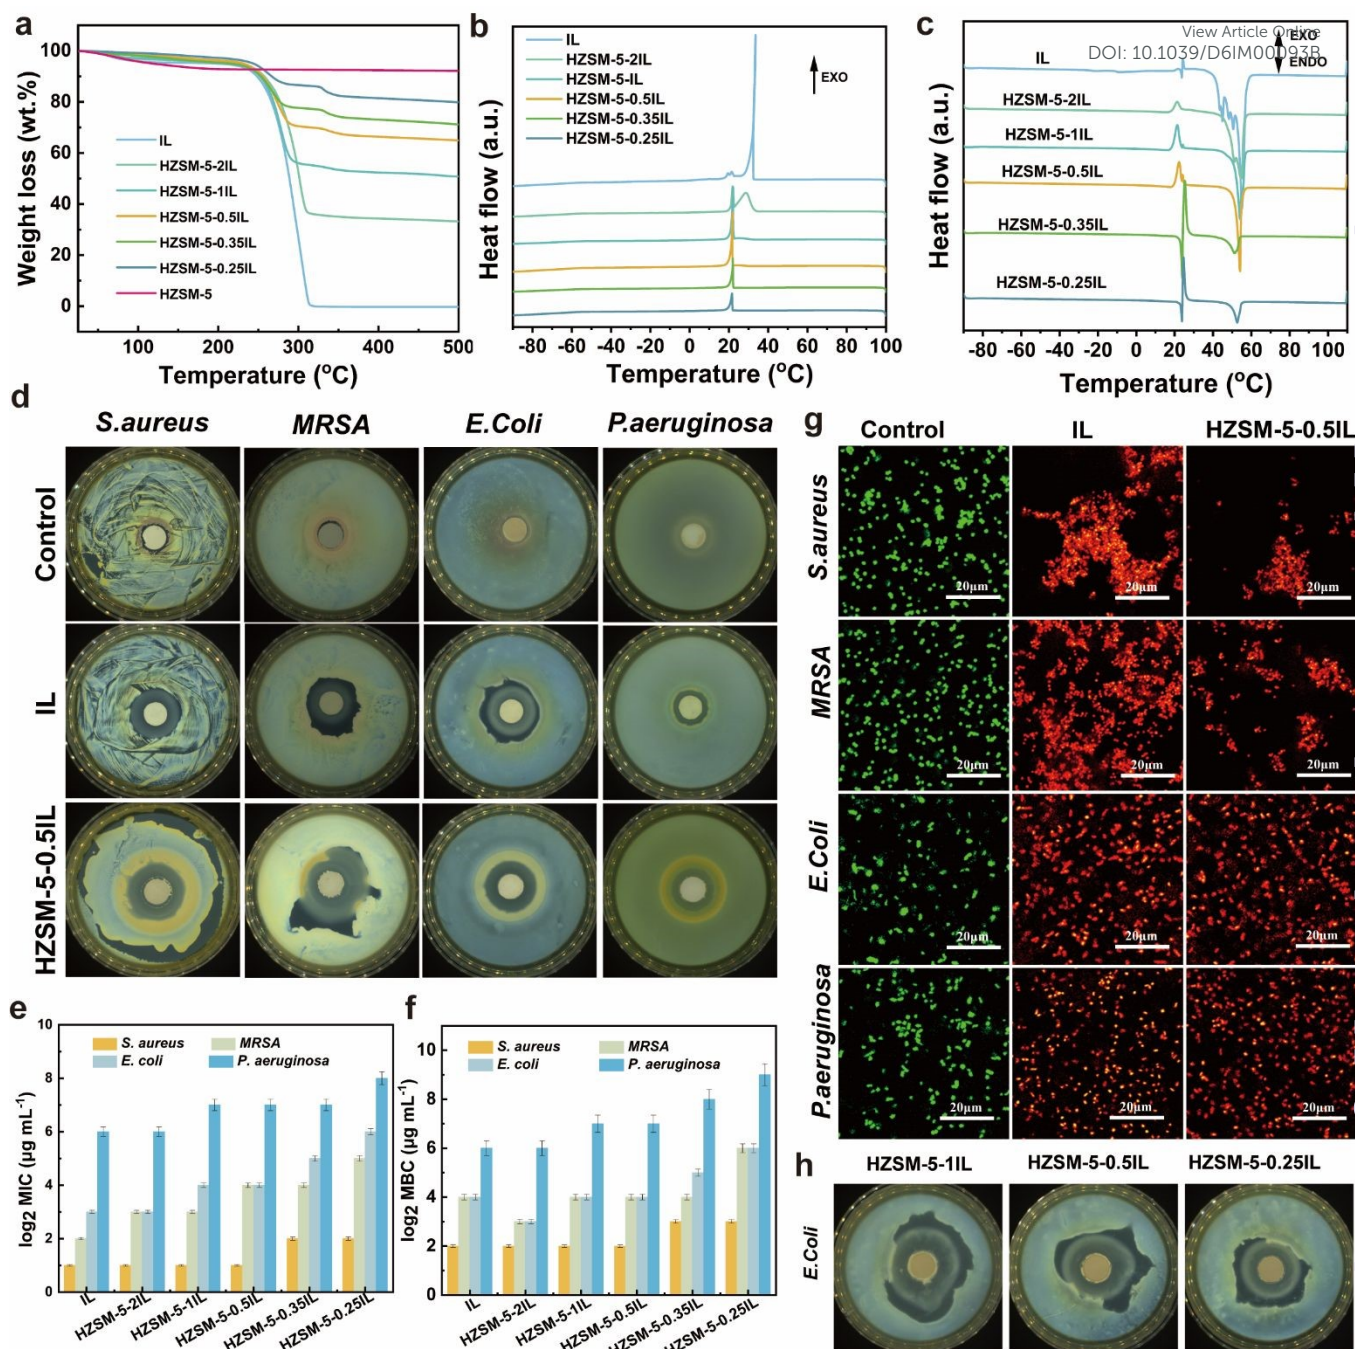 a
Weight loss (wt.%)
100
80
60
40
20
0
IL
HZSM-5-2IL
HZSM-5-1IL
HZSM-5-0.5IL
HZSM-5-0.35IL
HZSM-5-0.25IL
HZSM-5
100 200 300 400 500
Temperature (°C)
b
Heat flow (a.u.)
IL
HZSM-5-2IL
HZSM-5-IL
HZSM-5-0.5IL
HZSM-5-0.35IL
HZSM-5-0.25IL
EXO
-80 -60 -40 -20 0 20 40 60 80 100
Temperature (°C)
c
View Article Online
DOI: 10.1039/D6IM00093B
EXO
ENDO
Heat flow (a.u.)
IL
HZSM-5-2IL
HZSM-5-1IL
HZSM-5-0.5IL
HZSM-5-0.35IL
HZSM-5-0.25IL
-80 -60 -40 -20 0 20 40 60 80 100
Temperature (°C)
d
S.aureus MRSA E.Coli P.aeruginosa
Control
IL
HZSM-5-0.5IL
g
Control IL HZSM-5-0.5IL
S.aureus
20μm 20μm 20μm
MRSA
20μm 20μm 20μm
E.Coli
20μm 20μm 20μm
P.aeruginosa
20μm 20μm 20μm
e
log2 MIC (μg mL-1)
10
8
6
4
2
0
S. aureus MRSA
E. coli P. aeruginosa
IL
HZSM-5-2IL
HZSM-5-1IL
HZSM-5-0.5IL
HZSM-5-0.35IL
HZSM-5-0.25IL
f
log2 MBC (μg mL-1)
10
8
6
4
2
0
S. aureus MRSA
E. coli P. aeruginosa
IL
HZSM-5-2IL
HZSM-5-1IL
HZSM-5-0.5IL
HZSM-5-0.35IL
HZSM-5-0.25IL
h
HZSM-5-1IL HZSM-5-0.5IL HZSM-5-0.25IL
E.Coli